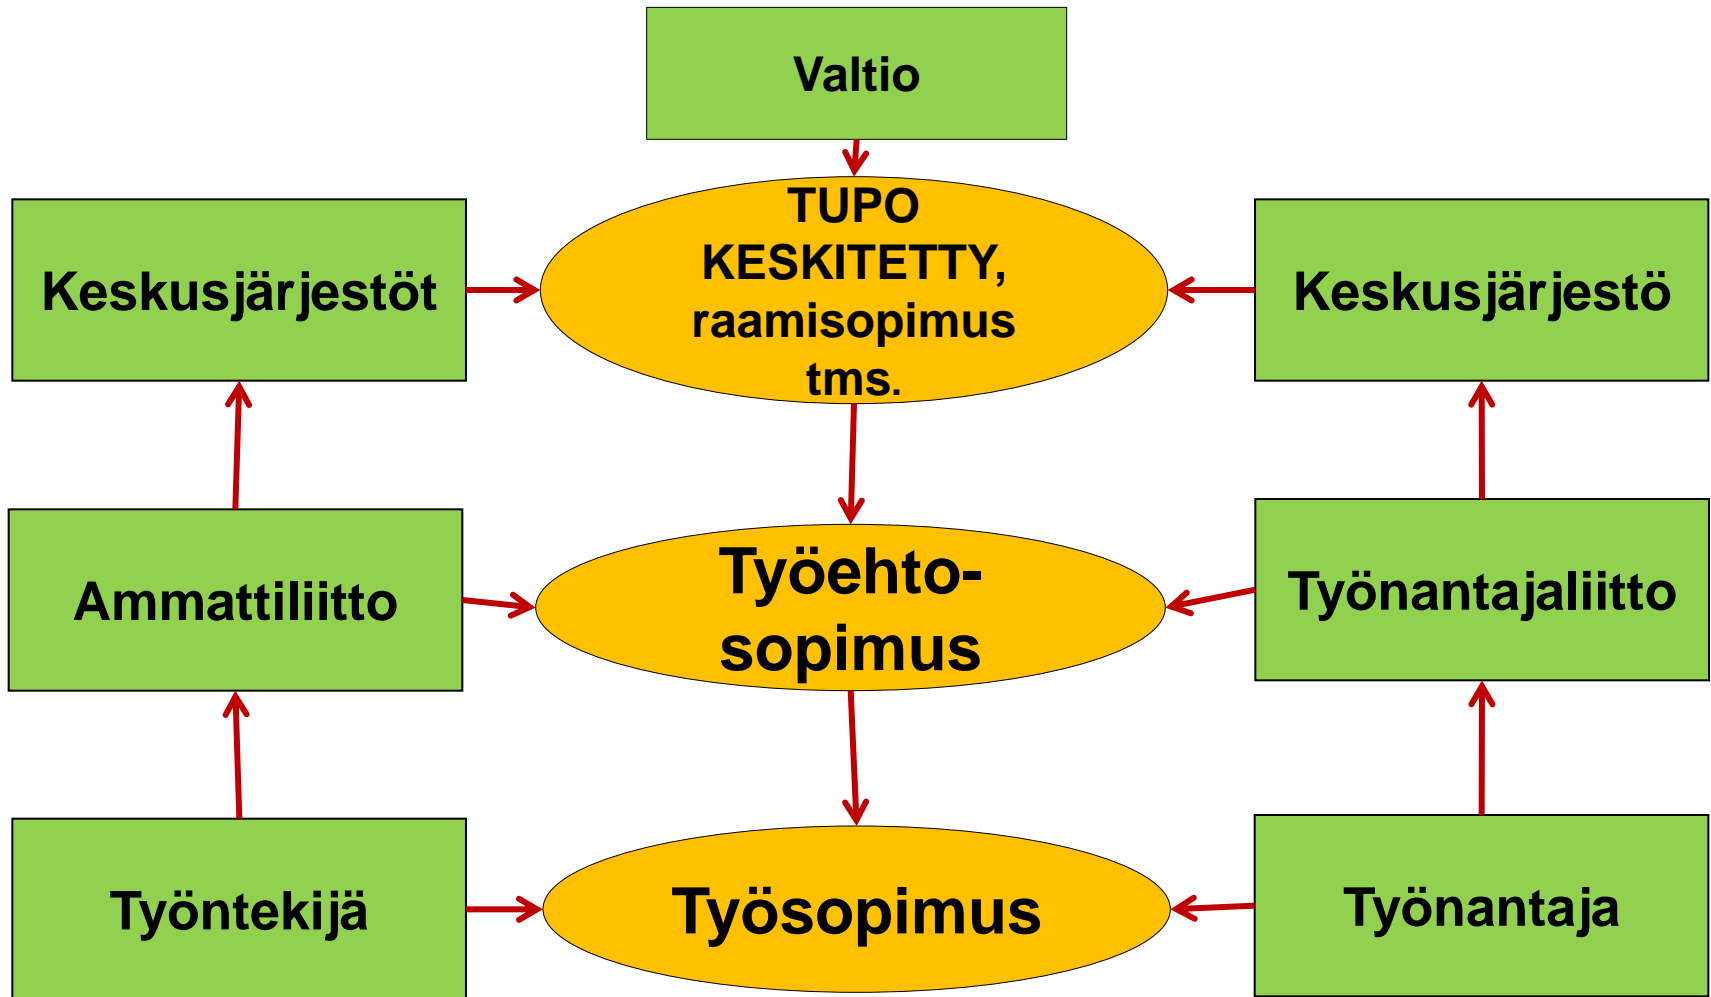 Valtio
Keskusjärjestöt
TUPO
KESKITETTY,
raamisopimus
tms.
Keskusjärjestö
Ammattiliitto
Työehto-
sopimus
Työnantajaliitto
Työntekijä
Työsopimus
Työnantaja